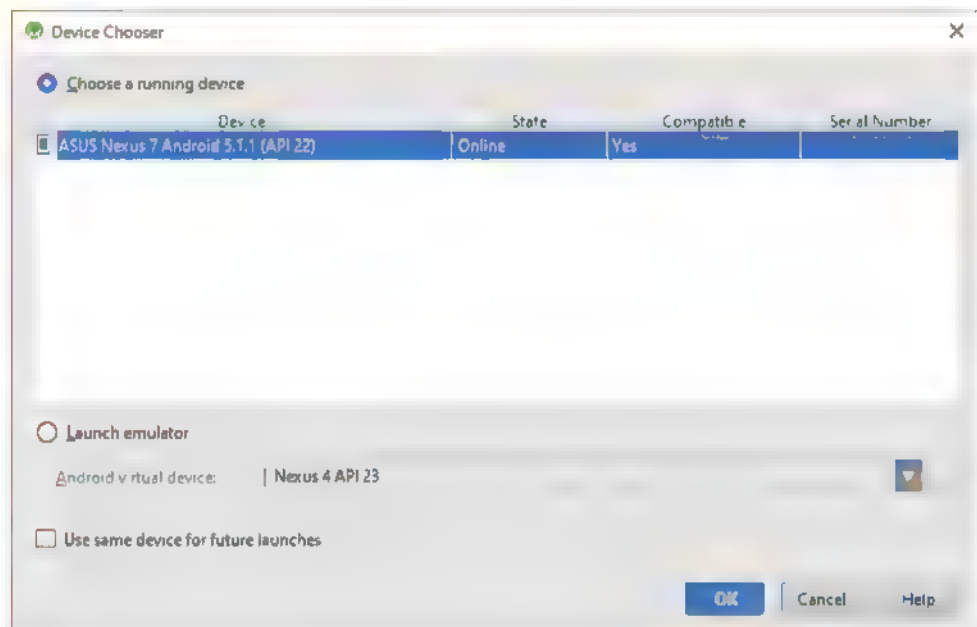 Device Chooser
Choose a running device
Device State Compatible Serial Number
ASUS Nexus 7 Android 5.1.1 (API 22) Online Yes
Launch emulator
Android virtual device: Nexus 4 API 23
Use same device for future launches
OK Cancel Help